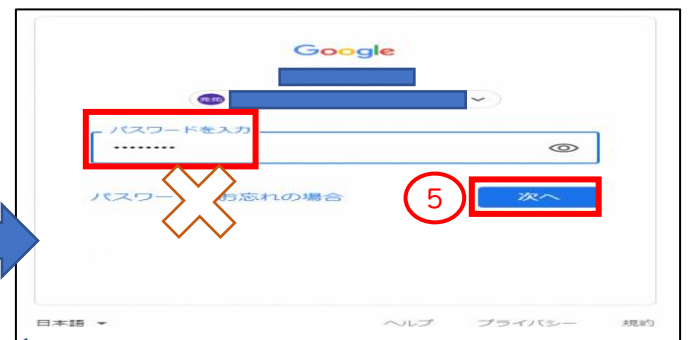 Google
パスワードを入力
........
パスワー お忘れの場合
5
次へ
日本語
ヘルプ
プライバシー
規約